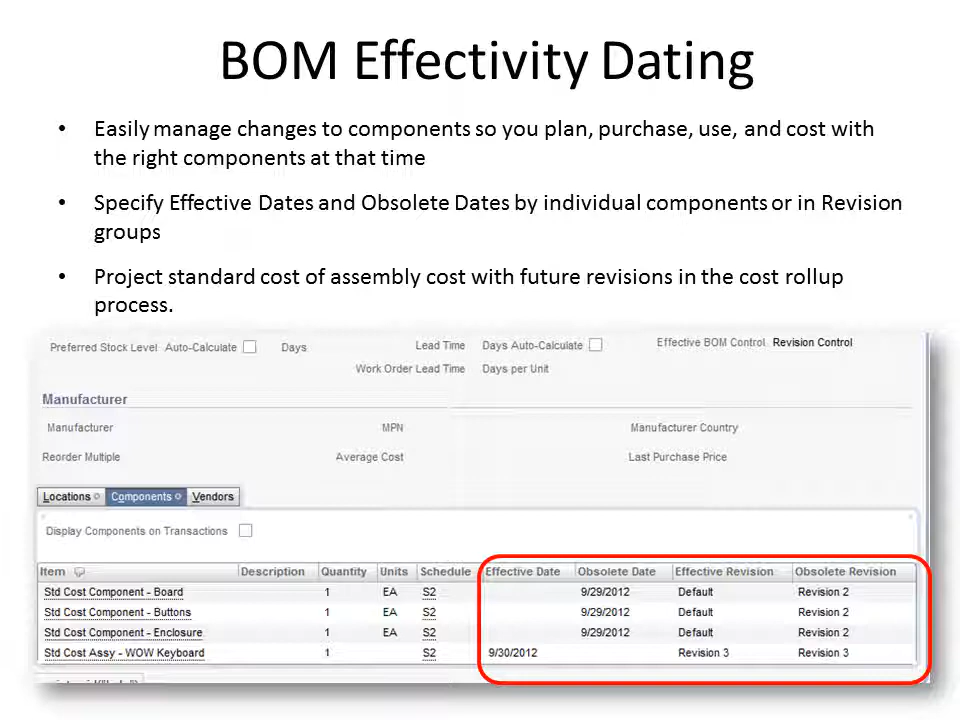 BOM Effectivity Dating
• Easily manage changes to components so you plan, purchase, use, and cost with
the right components at that time
• Specify Effective Dates and Obsolete Dates by individual components or in Revision
groups
• Project standard cost of assembly cost with future revisions in the cost rollup
process.
Preferred Stock Level Auto-Calculate Days Lead Time Days Auto-Calculate Effective BOM Control Revision Control
Work Order Lead Time Days per Unit
Manufacturer
Manufacturer MPN Manufacturer Country
Reorder Multiple Average Cost Last Purchase Price
Locations Components Vendors
Display Components on Transactions
Item Description Quantity Units Schedule Effective Date Obsolete Date Effective Revision Obsolete Revision
Std Cost Component - Board 1 EA S2 9/29/2012 Default Revision 2
Std Cost Component - Buttons 1 EA S2 9/29/2012 Default Revision 2
Std Cost Component - Enclosure 1 EA S2 9/29/2012 Default Revision 2
Std Cost Assy - WOW Keyboard 1 S2 9/30/2012 Revision 3 Revision 3